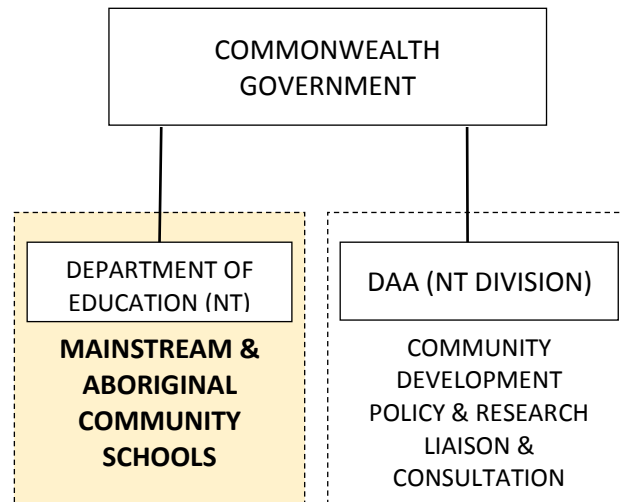 COMMONWEALTH
GOVERNMENT
DEPARTMENT OF
EDUCATION (NT)
MAINSTREAM &
ABORIGINAL
COMMUNITY
SCHOOLS
DAA (NT DIVISION)
COMMUNITY
DEVELOPMENT
POLICY & RESEARCH
LIAISON &
CONSULTATION